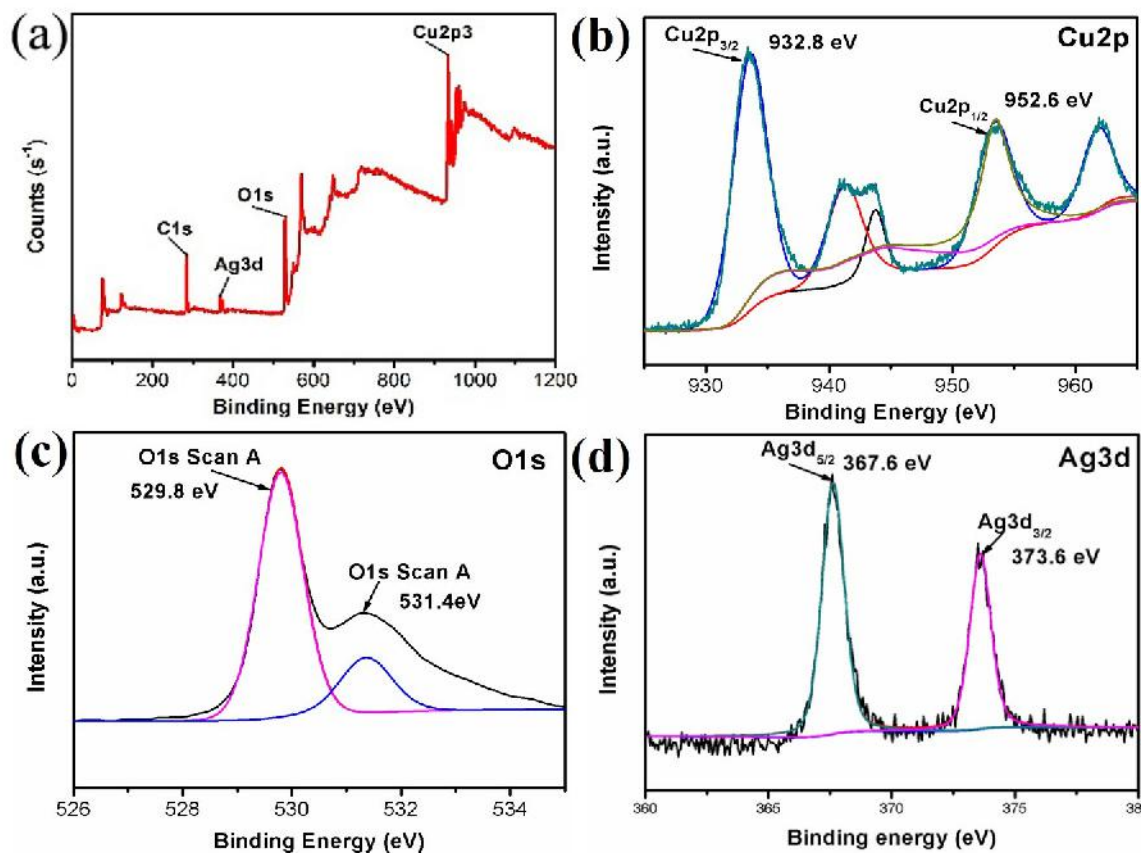 (a)
Cu2p3
O1s
C1s
Ag3d
Counts (s-1)
0 200 400 600 800 1000 1200
Binding Energy (eV)
(b)
Cu2p3/2 932.8 eV
Cu2p
Cu2p1/2 952.6 eV
Intensity (a.u.)
930 940 950 960
Binding Energy (eV)
(c)
O1s Scan A
529.8 eV
O1s
O1s Scan A
531.4eV
Intensity (a.u.)
526 528 530 532 534
Binding Energy (eV)
(d)
Ag3d5/2 367.6 eV
Ag3d
Ag3d3/2
373.6 eV
Intensity (a.u.)
360 365 370 375 38
Binding energy (eV)